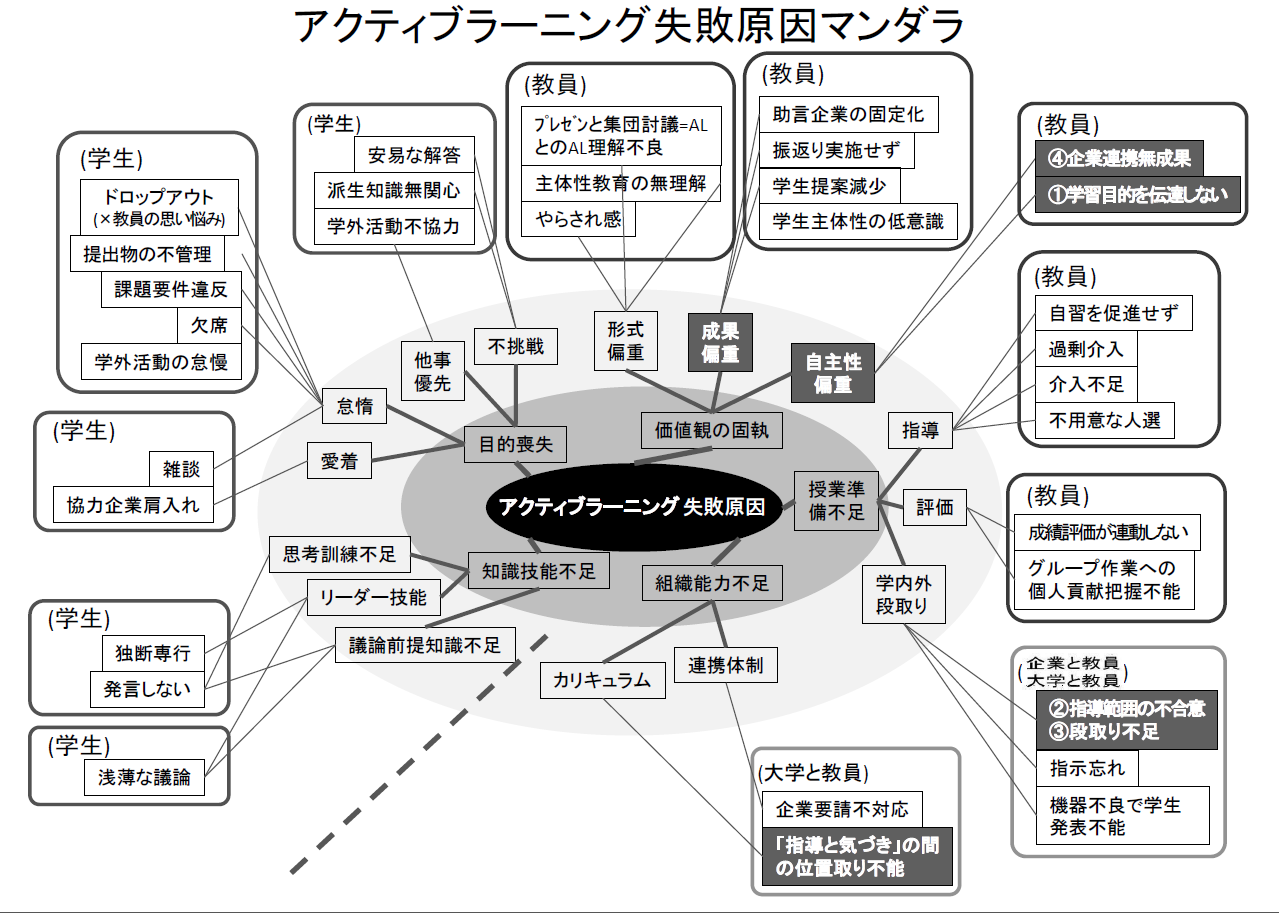 アクティブラーニング失敗原因マンダラ
(学生)
ドロップアウト
(×教員の思い悩み)
提出物の不管理
課題要件違反
欠席
学外活動の怠慢
(学生)
安易な解答
派生知識無関心
学外活動不協力
(教員)
ﾌﾟﾚｾﾞﾝと集団討議=AL
とのAL理解不良
主体性教育の無理解
やらされ感
(教員)
助言企業の固定化
振返り実施せず
学生提案減少
学生主体性の低意識
(教員)
④企業連携無成果
①学習目的を伝達しない
(教員)
自習を促進せず
過剰介入
介入不足
不用意な人選
(学生)
雑談
協力企業肩入れ
怠惰
愛着
他事
優先
不挑戦
形式
偏重
成果
偏重
自主性
偏重
目的喪失
価値観の固執
指導
評価
学内外
段取り
授業準
備不足
アクティブラーニング 失敗原因
知識技能不足
組織能力不足
思考訓練不足
リーダー技能
議論前提知識不足
カリキュラム
連携体制
(教員)
成績評価が連動しない
グループ作業への
個人貢献把握不能
(学生)
独断専行
発言しない
(学生)
浅薄な議論
(企業と教員
大学と教員)
②指導範囲の不合意
③段取り不足
指示忘れ
機器不良で学生
発表不能
(大学と教員)
企業要請不対応
「指導と気づき」の間
の位置取り不能